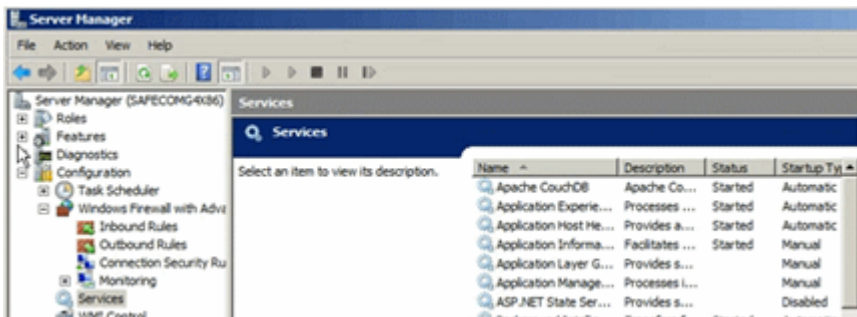 Server Manager
File Action View Help
Server Manager (SAFECOMG4X86)
Roles
Features
Diagnostics
Configuration
Task Scheduler
Windows Firewall with Adva
Inbound Rules
Outbound Rules
Connection Security Ru
Monitoring
Services
WMI Control
Services
Services
Select an item to view its description.
Name Description Status Startup Ty
Apache CouchDB Apache Co... Started Automatic
Application Experie... Processes ... Started Automatic
Application Host He... Provides a... Started Automatic
Application Informa... Facilitates ... Started Manual
Application Layer G... Provides s... Manual
Application Manage... Processes i... Manual
ASP.NET State Ser... Provides s... Disabled